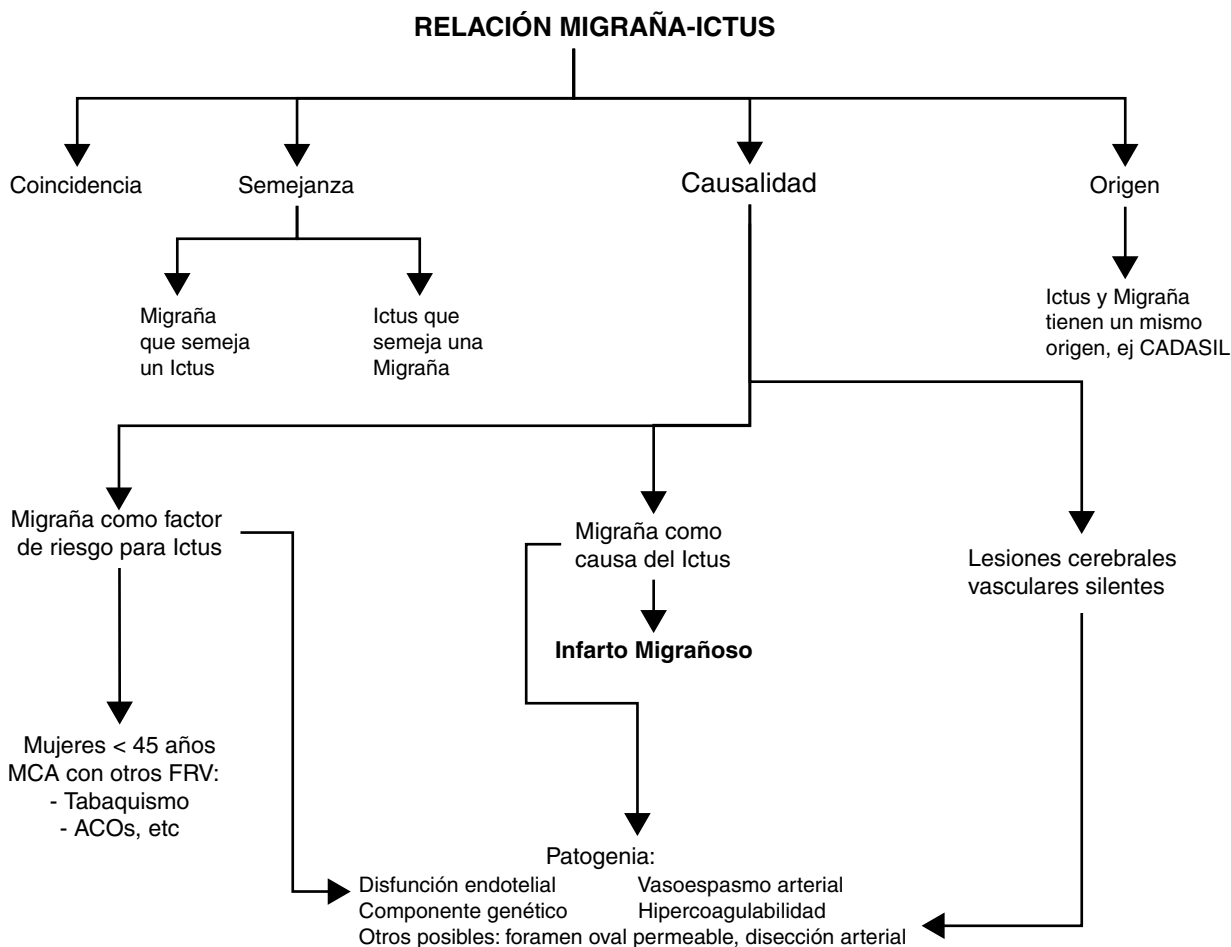 RELACIÓN MIGRAÑA-ICTUS
Coincidencia
Semejanza
Causalidad
Origen
Migraña
que semeja
un Ictus
Ictus que
semeja una
Migraña
Ictus y Migraña
tienen un mismo
origen, ej CADASIL
Migraña como factor
de riesgo para Ictus
Migraña como
causa del Ictus
Lesiones cerebrales
vasculares silentes
Infarto Migrañoso
Mujeres < 45 años
MCA con otros FRV:
- Tabaquismo
- ACOs, etc
Patogenia:
Disfunción endotelial Vasoespasmo arterial
Componente genético Hipercoagulabilidad
Otros posibles: foramen oval permeable, disección arterial